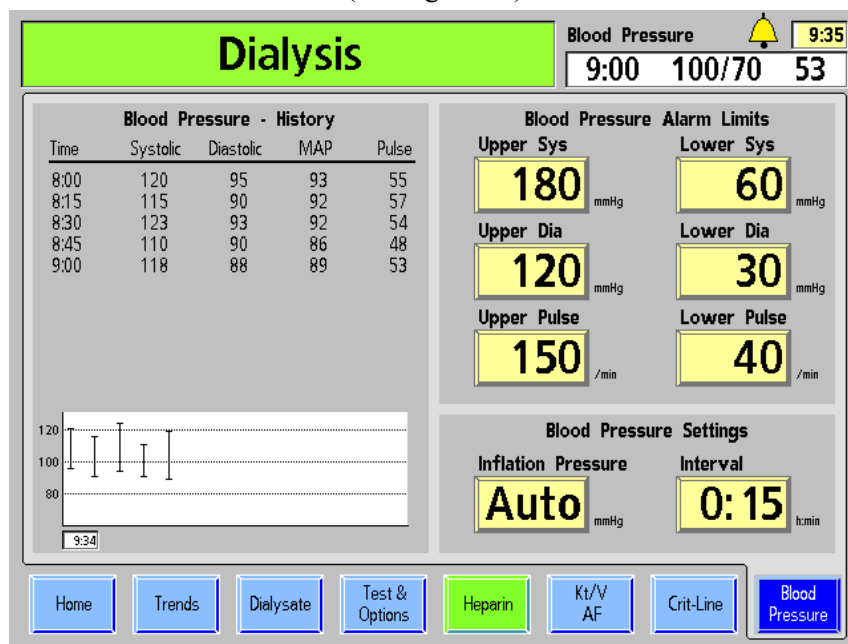 Dialysis
Blood Pressure 9:35
9:00 100/70 53
Blood Pressure - History
Time Systolic Diastolic MAP Pulse
8:00 120 95 93 55
8:15 115 90 92 57
8:30 123 93 92 54
8:45 110 90 86 48
9:00 118 88 89 53
120
100
80
9:34
Blood Pressure Alarm Limits
Upper Sys Lower Sys
180 mmHg 60 mmHg
Upper Dia Lower Dia
120 mmHg 30 mmHg
Upper Pulse Lower Pulse
150 /min 40 /min
Blood Pressure Settings
Inflation Pressure Interval
Auto mmHg 0:15 h:min
Home
Trends
Dialysate
Test &
Options
Heparin
Kt/V
AF
Crit-Line
Blood
Pressure